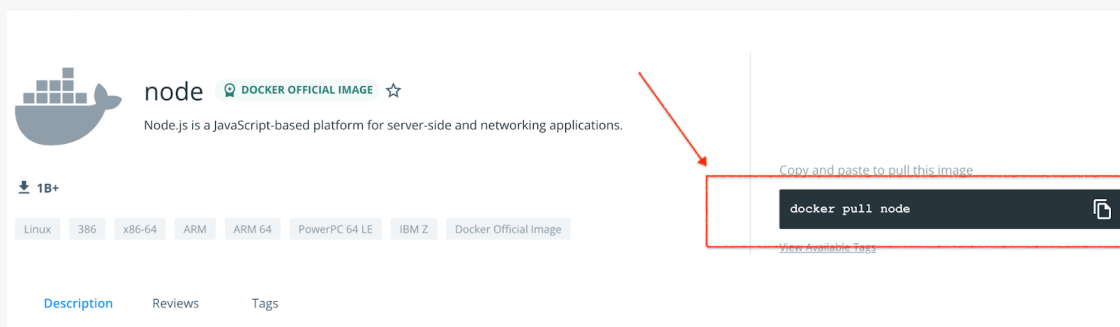 node DOCKER OFFICIAL IMAGE
Node.js is a JavaScript-based platform for server-side and networking applications.
1B+
Linux 386 x86-64 ARM ARM 64 PowerPC 64 LE IBM Z Docker Official Image
Copy and paste to pull this image
docker pull node
View Available Tags
Description Reviews Tags